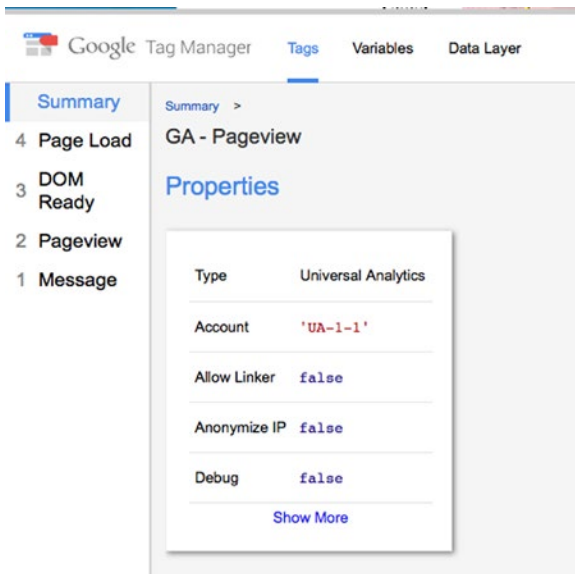 Google Tag Manager Tags Variables Data Layer
Summary
4 Page Load
3 DOM Ready
2 Pageview
1 Message
Summary >
GA - Pageview
Properties
Type Universal Analytics
Account 'UA-1-1'
Allow Linker false
Anonymize IP false
Debug false
Show More